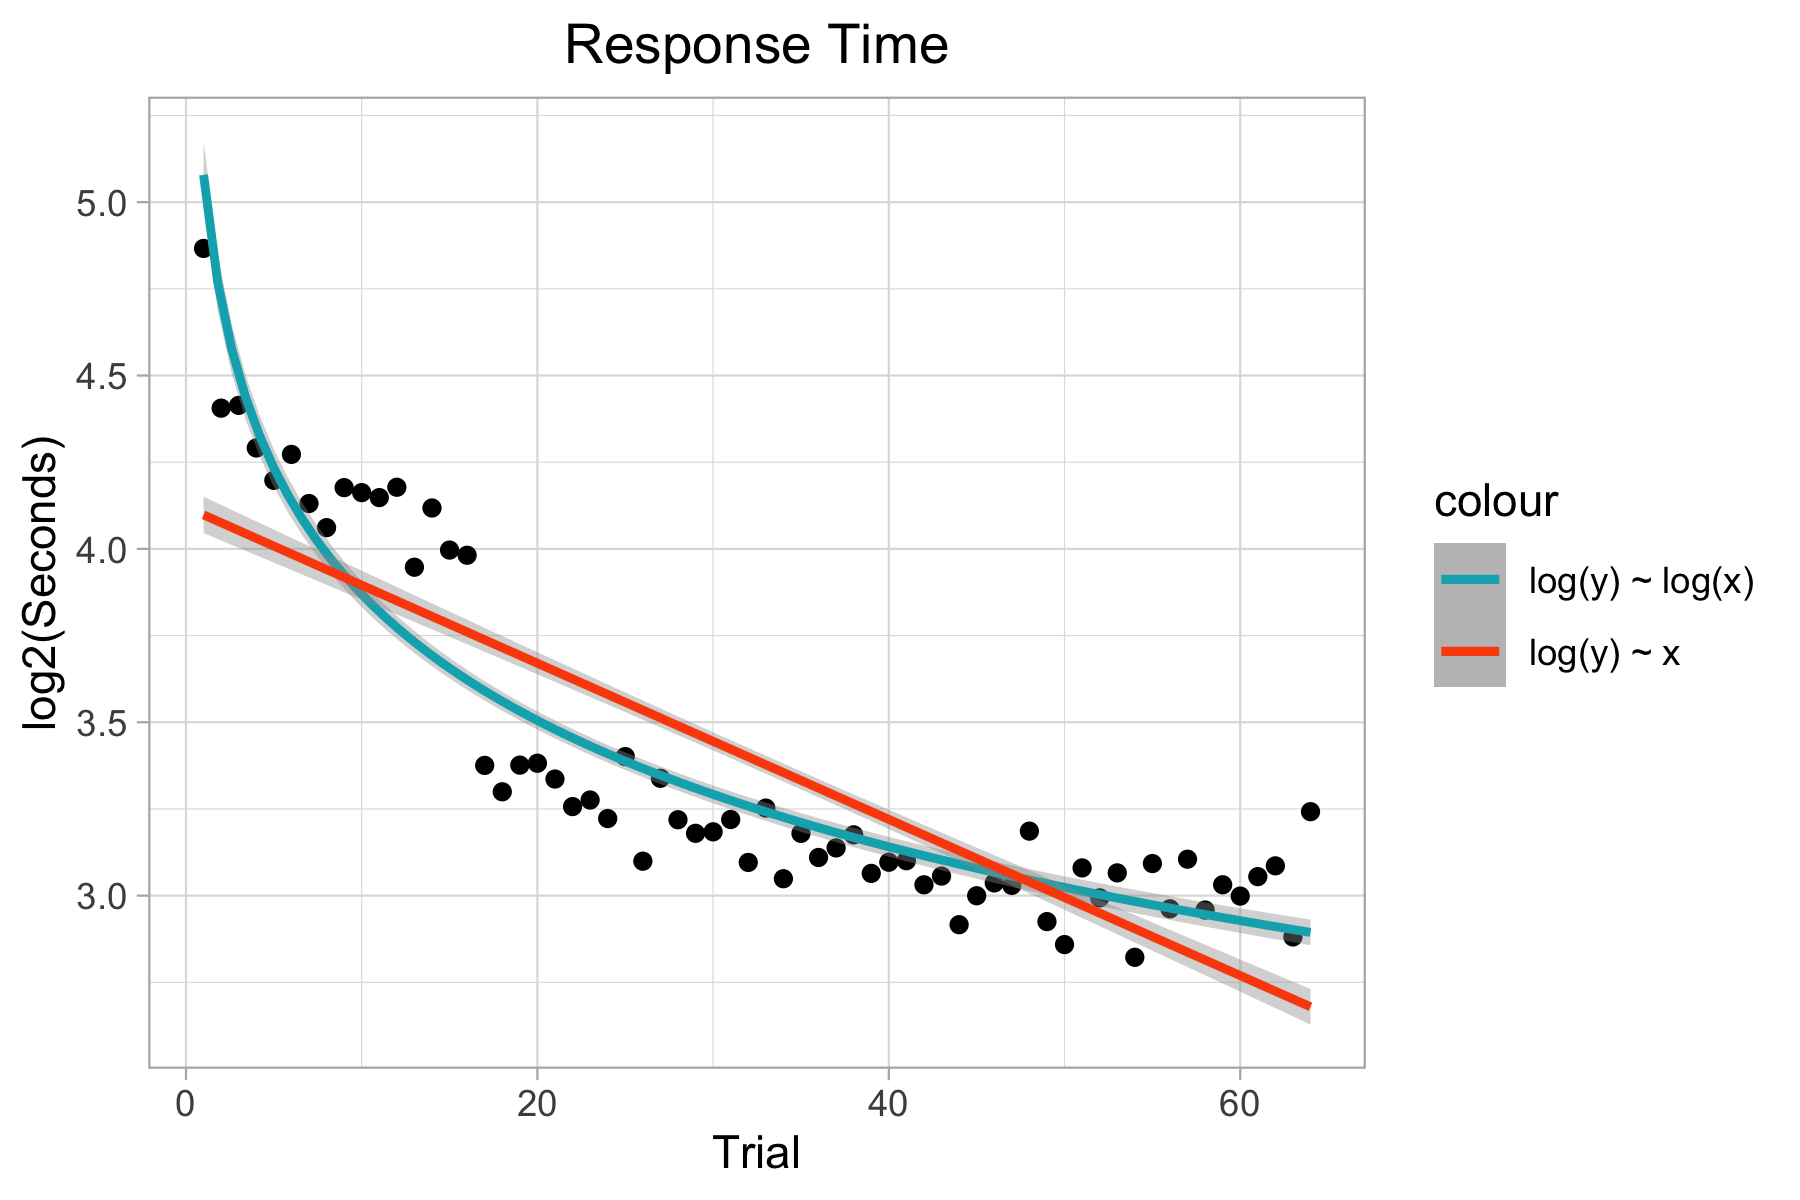 Response Time
log2(Seconds)
5.0
4.5
4.0
3.5
3.0
0 20 40 60
Trial
colour
log(y) ~ log(x)
log(y) ~ x